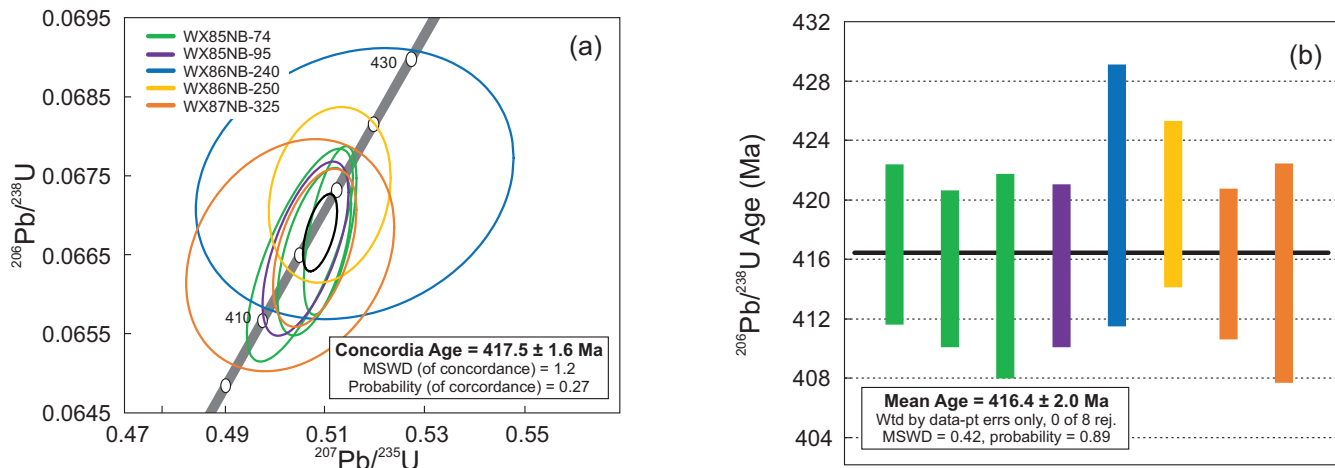 0.0695
0.0685
0.0675
0.0665
0.0655
0.0645
²⁰⁶Pb/²³⁸U
WX85NB-74
WX85NB-95
WX86NB-240
WX86NB-250
WX87NB-325
(a)
430
410
Concordia Age = 417.5 ± 1.6 Ma
MSWD (of concordance) = 1.2
Probability (of concordance) = 0.27
0.47
0.49
0.51
0.53
0.55
²⁰⁷Pb/²³⁵U
432
428
424
420
416
412
408
404
²⁰⁶Pb/²³⁸U Age (Ma)
(b)
Mean Age = 416.4 ± 2.0 Ma
Wtd by data-pt errs only, 0 of 8 rej.
MSWD = 0.42, probability = 0.89